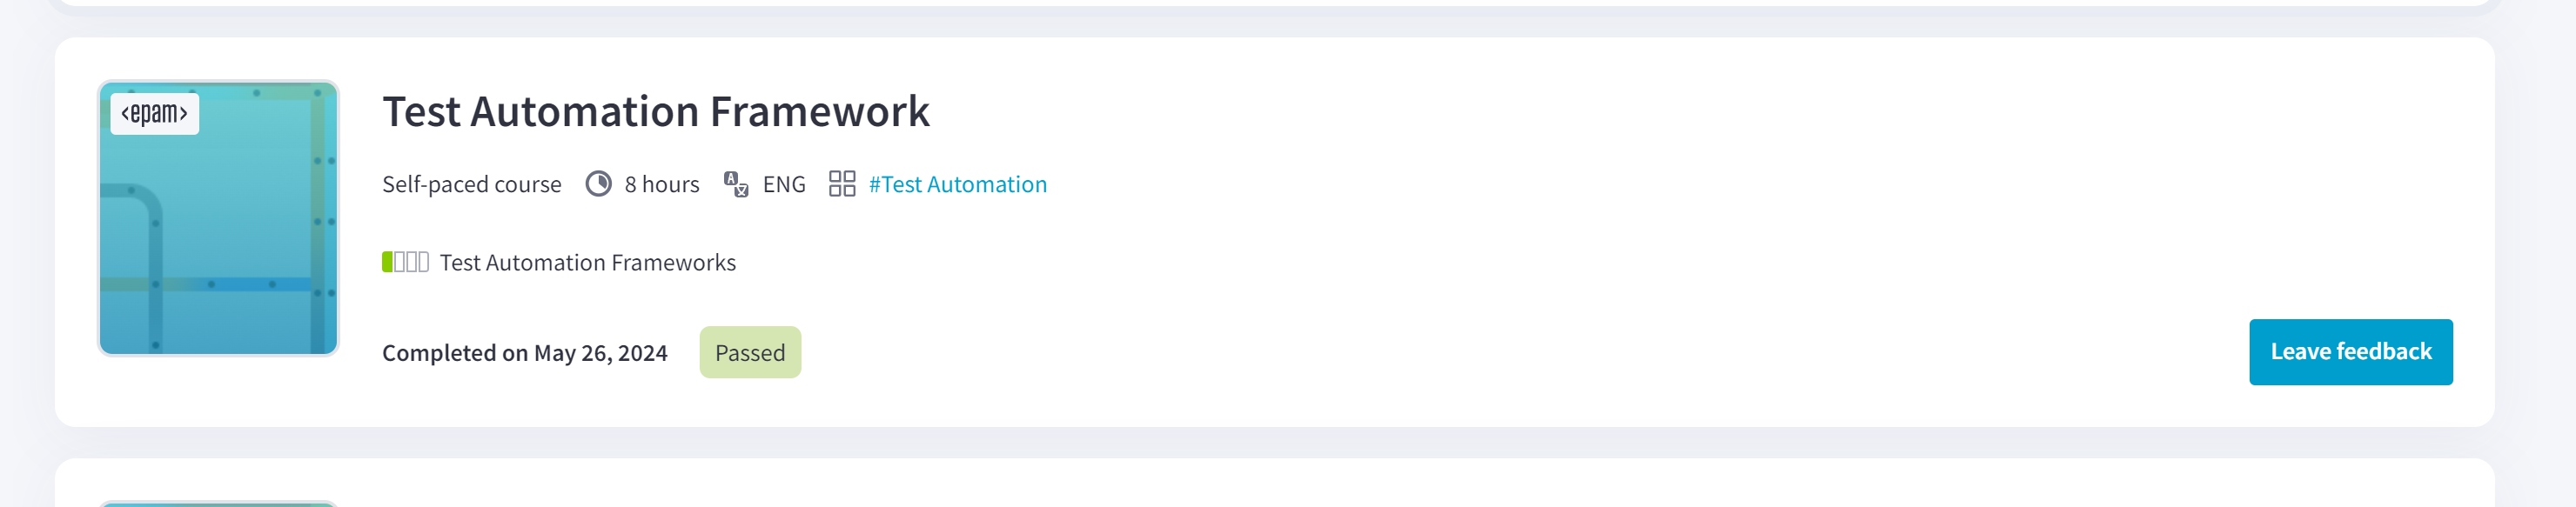 <epam>
Test Automation Framework
Self-paced course 8 hours ENG #Test Automation
Test Automation Frameworks
Completed on May 26, 2024 Passed
Leave feedback